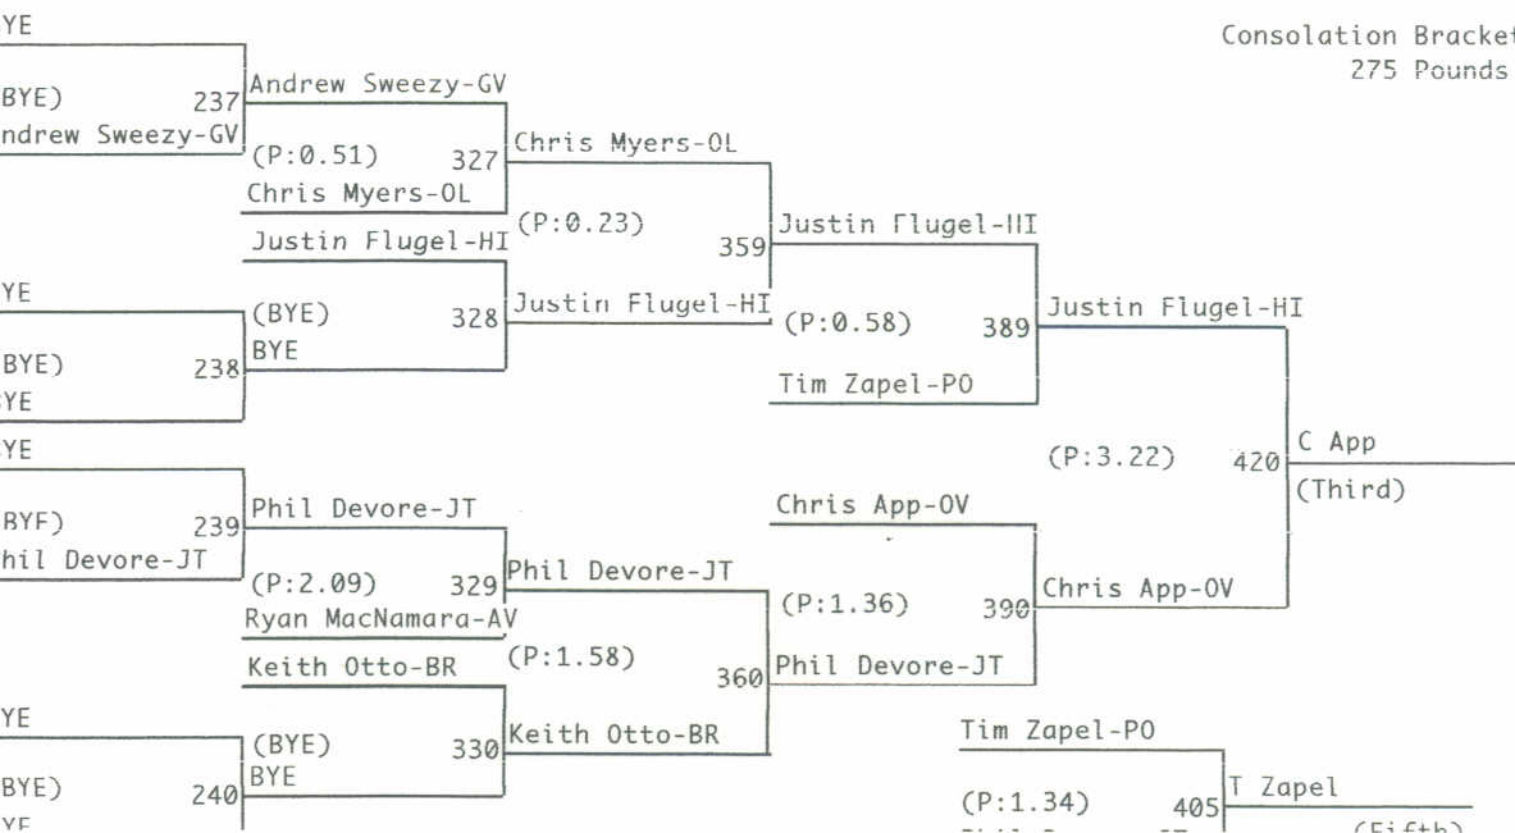 YE
Consolation Bracket
275 Pounds
BYE)
237
Andrew Sweezy-GV
ndrew Sweezy-GV
(P:0.51)
327
Chris Myers-OL
Chris Myers-OL
Justin Flugel-HI
(P:0.23)
359
Justin Flugel-HI
YE
(BYE)
328
Justin Flugel-HI
(P:0.58)
389
Justin Flugel-HI
BYE)
238
BYE
Tim Zapel-PO
YE
YE
(P:3.22)
420
C App
(Third)
BYE)
239
Phil Devore-JT
Chris App-OV
hil Devore-JT
(P:2.09)
329
Phil Devore-JT
(P:1.36)
390
Chris App-OV
Ryan MacNamara-AV
Keith Otto-BR
(P:1.58)
360
Phil Devore-JT
YE
(BYE)
330
Keith Otto-BR
Tim Zapel-PO
BYE)
240
BYE
(P:1.34)
405
T Zapel
(Fifth)
YE